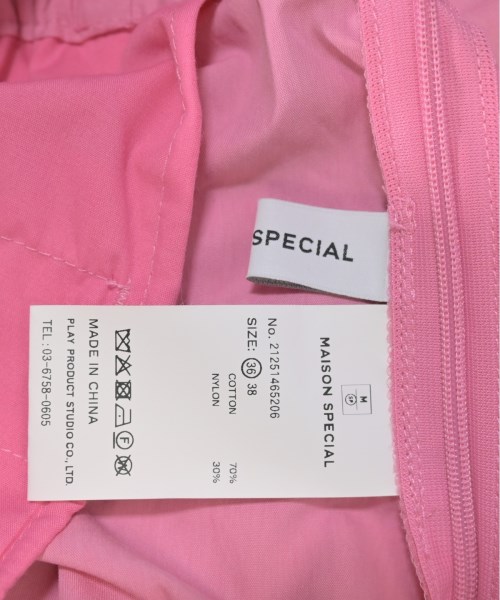 SPECIAL
M
MAISON SPECIAL
No. 21251465206
SIZE: 36 38
COTTON 70%
NYLON 30%
F W
MADE IN CHINA
PLAY PRODUCT STUDIO CO., LTD.
TEL : 03-6758-0605